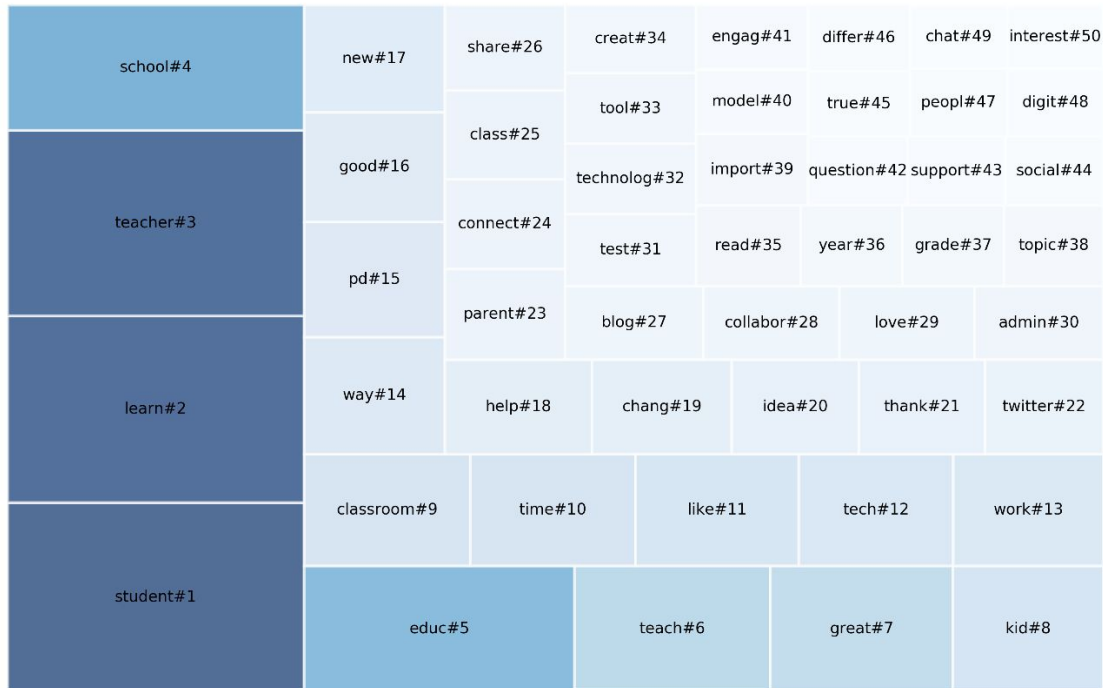 school#4
teacher#3
learn#2
student#1
new#17
good#16
pd#15
way#14
share#26
class#25
connect#24
parent#23
creat#34
tool#33
technolog#32
test#31
engag#41
differ#46
chat#49
interest#50
model#40
true#45
peopl#47
digit#48
import#39
question#42
support#43
social#44
read#35
year#36
grade#37
topic#38
blog#27
collabor#28
love#29
admin#30
help#18
chang#19
idea#20
thank#21
twitter#22
classroom#9
time#10
like#11
tech#12
work#13
educ#5
teach#6
great#7
kid#8